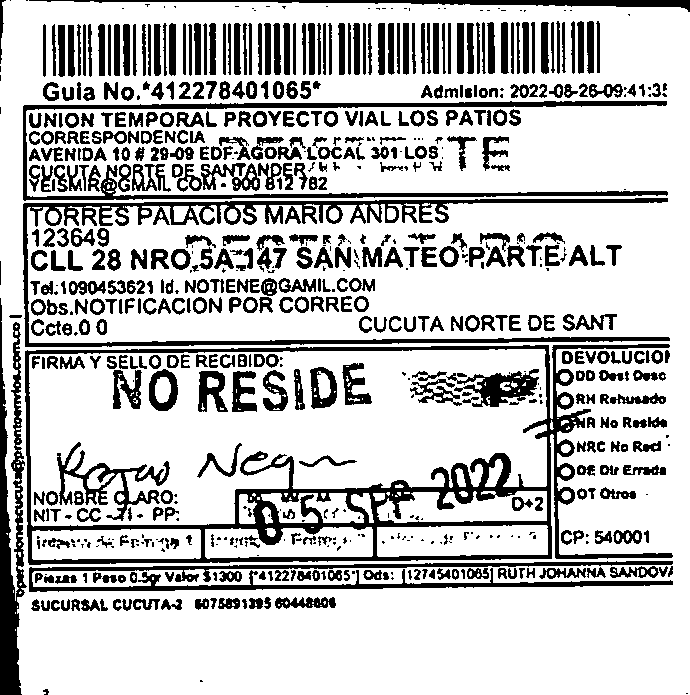 Guia No.*412278401065*
Admision: 2022-08-26-09:41:35
UNION TEMPORAL PROYECTO VIAL LOS PATIOS
CORRESPONDENCIA
AVENIDA 10 # 29-09 EDF AGORA LOCAL 301 LOS
CUCUTA NORTE DE SANTANDER
YEISMIR@GMAIL COM - 900 812 782
TORRES PALACIOS MARIO ANDRES
123649
DESTINATARIO
CLL 28 NRO 5A-147 SAN MATEO PARTE ALT
Tel.1090453621 Id. NOTIENE@GAMIL.COM
Obs.NOTIFICACION POR CORREO
Ccte.0 0
CUCUTA NORTE DE SANT
operacionescucuta@prontoenvios.com.co
FIRMA Y SELLO DE RECIBIDO:
NO RESIDE
Rojas Negra
NOMBRE CLARO:
NIT - CC - TI - PP:
05 SEP 2022
D+2
DEVOLUCION
DD Dest Desc
RH Rehusado
NR No Reside
NRC No Recl
DE Dir Errada
OT Otros
CP: 540001
Piezas 1 Peso 0.5gr Valor $1300 [*412278401065*] Ods: [12745401065] RUTH JOHANNA SANDOVA
SUCURSAL CUCUTA-2 6075891395 60448606